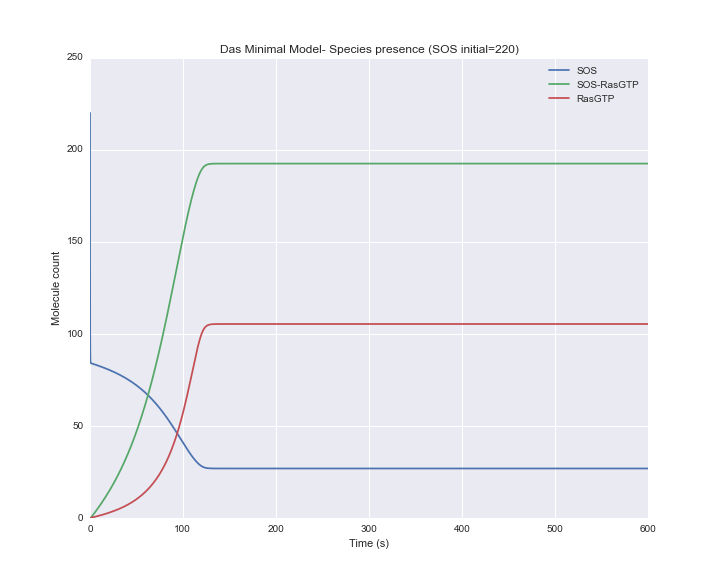 Das Minimal Model- Species presence (SOS initial=220)
250
200
150
100
50
0
Molecule count
SOS
SOS-RasGTP
RasGTP
0 100 200 300 400 500 600
Time (s)